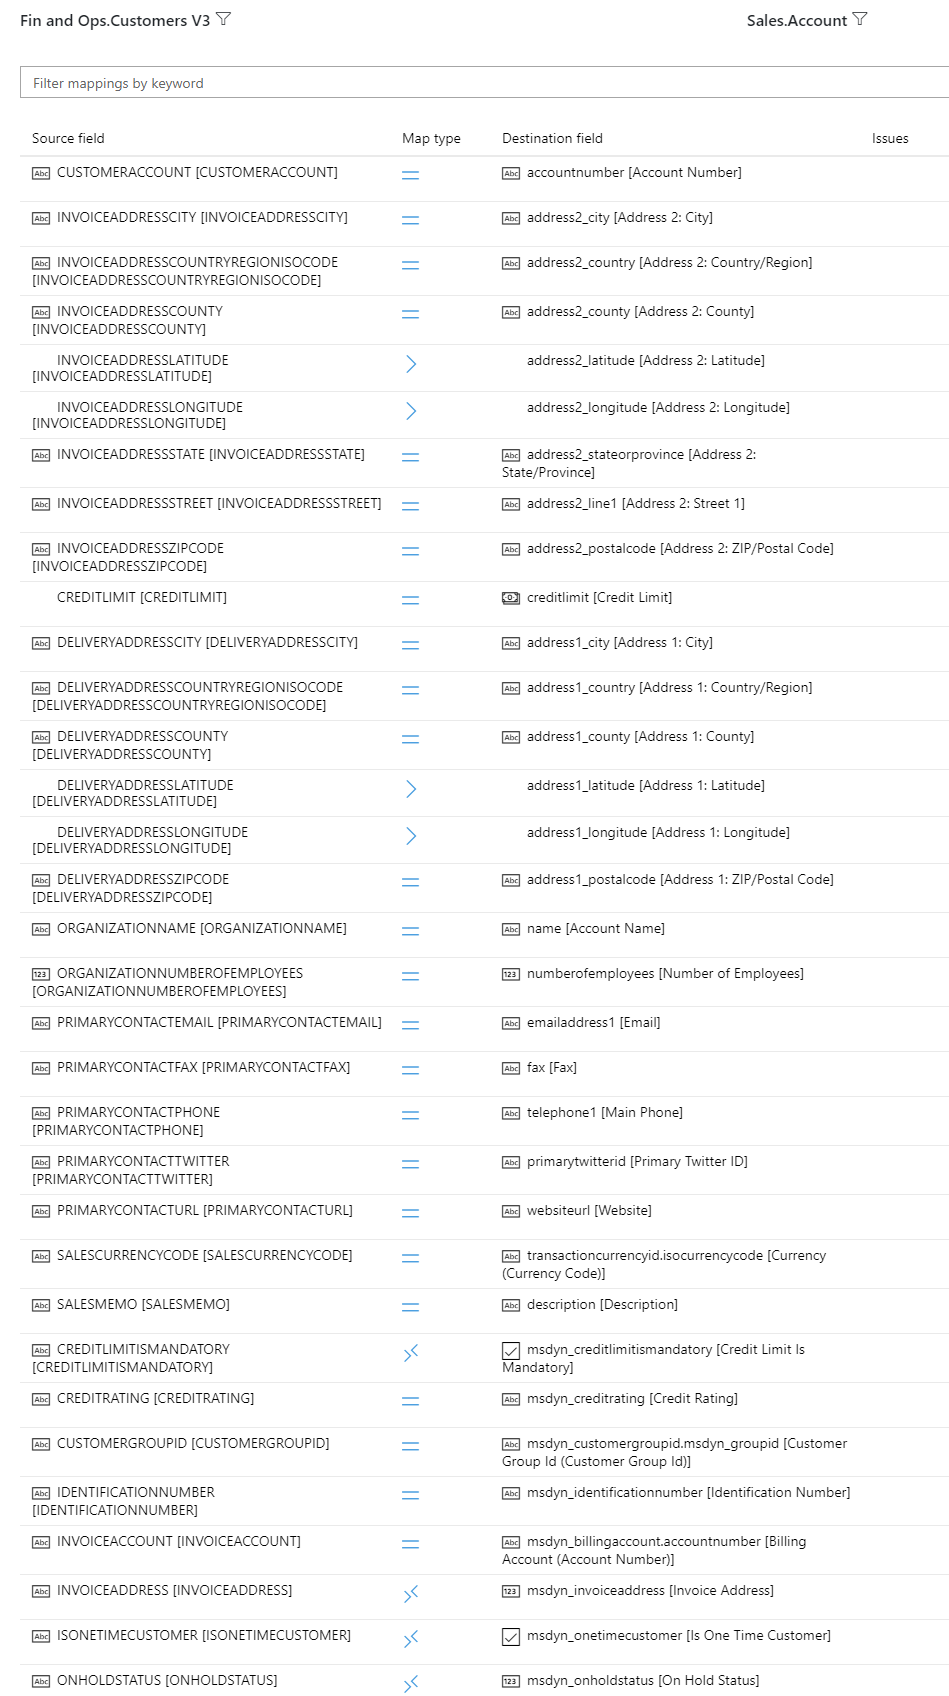 Fin and Ops.Customers V3 Sales.Account
Filter mappings by keyword
Source field Map type Destination field Issues
Abc CUSTOMERACCOUNT [CUSTOMERACCOUNT] Abc accountnumber [Account Number]
Abc INVOICEADDRESSCITY [INVOICEADDRESSCITY] Abc address2_city [Address 2: City]
Abc INVOICEADDRESSCOUNTRYREGIONISOCODE Abc address2_country [Address 2: Country/Region]
[INVOICEADDRESSCOUNTRYREGIONISOCODE]
Abc INVOICEADDRESSCOUNTY Abc address2_county [Address 2: County]
[INVOICEADDRESSCOUNTY]
INVOICEADDRESSLATITUDE address2_latitude [Address 2: Latitude]
[INVOICEADDRESSLATITUDE]
INVOICEADDRESSLONGITUDE address2_longitude [Address 2: Longitude]
[INVOICEADDRESSLONGITUDE]
Abc INVOICEADDRESSSTATE [INVOICEADDRESSSTATE] Abc address2_stateorprovince [Address 2:
State/Province]
Abc INVOICEADDRESSSTREET [INVOICEADDRESSSTREET] Abc address2_line1 [Address 2: Street 1]
Abc INVOICEADDRESSZIPCODE Abc address2_postalcode [Address 2: ZIP/Postal Code]
[INVOICEADDRESSZIPCODE]
CREDITLIMIT [CREDITLIMIT] creditlimit [Credit Limit]
Abc DELIVERYADDRESSCITY [DELIVERYADDRESSCITY] Abc address1_city [Address 1: City]
Abc DELIVERYADDRESSCOUNTRYREGIONISOCODE Abc address1_country [Address 1: Country/Region]
[DELIVERYADDRESSCOUNTRYREGIONISOCODE]
Abc DELIVERYADDRESSCOUNTY Abc address1_county [Address 1: County]
[DELIVERYADDRESSCOUNTY]
DELIVERYADDRESSLATITUDE address1_latitude [Address 1: Latitude]
[DELIVERYADDRESSLATITUDE]
DELIVERYADDRESSLONGITUDE address1_longitude [Address 1: Longitude]
[DELIVERYADDRESSLONGITUDE]
Abc DELIVERYADDRESSZIPCODE Abc address1_postalcode [Address 1: ZIP/Postal Code]
[DELIVERYADDRESSZIPCODE]
Abc ORGANIZATIONNAME [ORGANIZATIONNAME] Abc name [Account Name]
123 ORGANIZATIONNUMBEROFEMPLOYEES 123 numberofemployees [Number of Employees]
[ORGANIZATIONNUMBEROFEMPLOYEES]
Abc PRIMARYCONTACTEMAIL [PRIMARYCONTACTEMAIL] Abc emailaddress1 [Email]
Abc PRIMARYCONTACTFAX [PRIMARYCONTACTFAX] Abc fax [Fax]
Abc PRIMARYCONTACTPHONE Abc telephone1 [Main Phone]
[PRIMARYCONTACTPHONE]
Abc PRIMARYCONTACTTWITTER Abc primarytwitterid [Primary Twitter ID]
[PRIMARYCONTACTTWITTER]
Abc PRIMARYCONTACTURL [PRIMARYCONTACTURL] Abc websiteurl [Website]
Abc SALESCURRENCYCODE [SALESCURRENCYCODE] Abc transactioncurrencyid.isocurrencycode [Currency
(Currency Code)]
Abc SALESMEMO [SALESMEMO] Abc description [Description]
Abc CREDITLIMITISMANDATORY msdyn_creditlimitismandatory [Credit Limit Is
[CREDITLIMITISMANDATORY] Mandatory]
Abc CREDITRATING [CREDITRATING] Abc msdyn_creditrating [Credit Rating]
Abc CUSTOMERGROUPID [CUSTOMERGROUPID] Abc msdyn_customergroupid.msdyn_groupid [Customer
Group Id (Customer Group Id)]
Abc IDENTIFICATIONNUMBER Abc msdyn_identificationnumber [Identification Number]
[IDENTIFICATIONNUMBER]
Abc INVOICEACCOUNT [INVOICEACCOUNT] Abc msdyn_billingaccount.accountnumber [Billing
Account (Account Number)]
Abc INVOICEADDRESS [INVOICEADDRESS] 123 msdyn_invoiceaddress [Invoice Address]
Abc ISONETIMECUSTOMER [ISONETIMECUSTOMER] msdyn_onetimecustomer [Is One Time Customer]
Abc ONHOLDSTATUS [ONHOLDSTATUS] 123 msdyn_onholdstatus [On Hold Status]